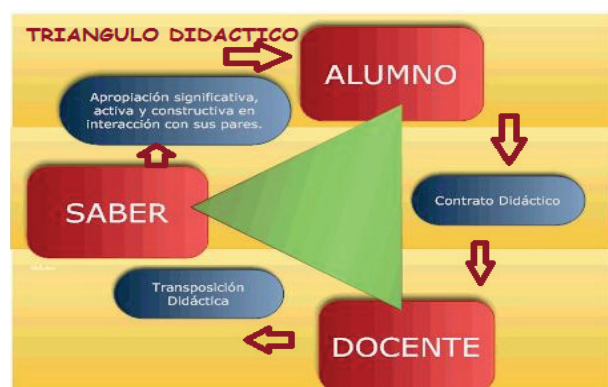 TRIANGULO DIDACTICO
ALUMNO
Apropiación significativa,
activa y constructiva en
interacción con sus pares.
SABER
Contrato Didáctico
Transposición
Didáctica
DOCENTE